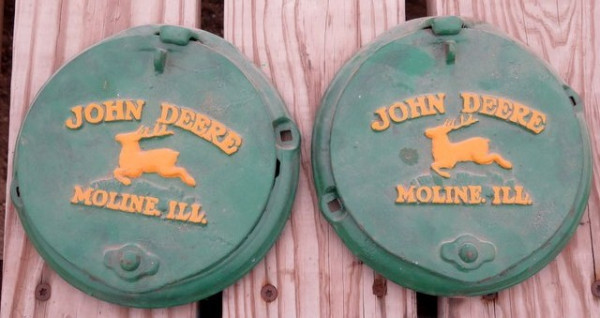 JOHN DEERE
MOLINE, ILL.
JOHN DEERE
MOLINE, ILL.